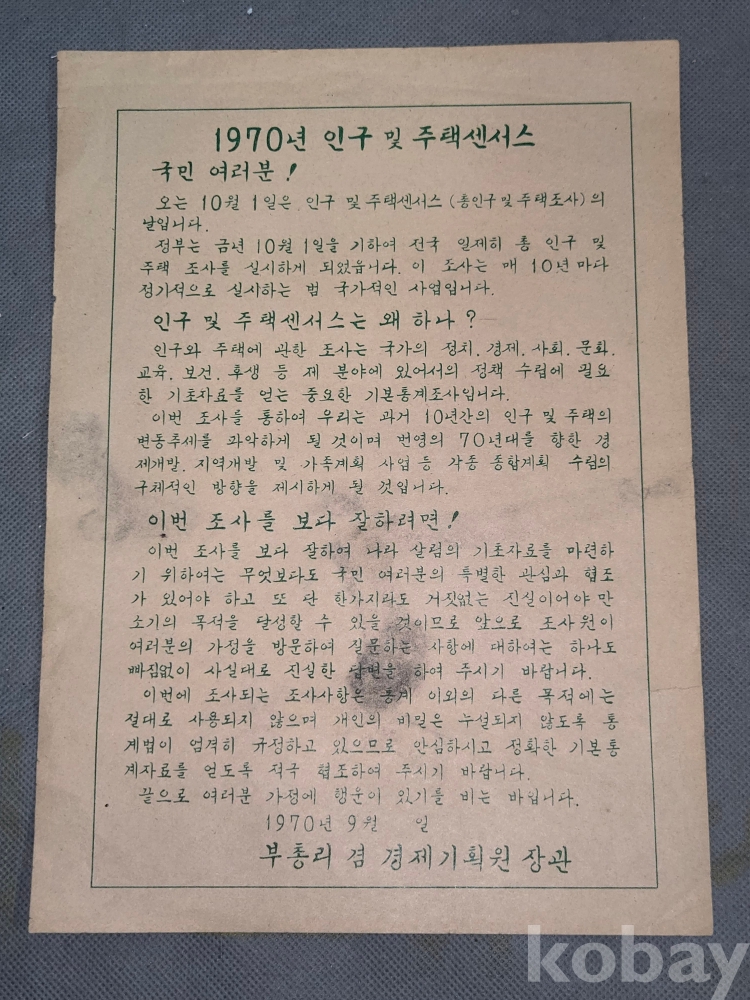 1970년 인구 및 주택센서스
국민 여러분!
오는 10월 1일은 인구 및 주택센서스 (총인구 및 주택조사)의
날입니다.
정부는 금년 10월 1일을 기하여 전국 일제히 총 인구 및
주택 조사를 실시하게 되었읍니다. 이 조사는 매 10년 마다
정기적으로 실시하는 범 국가적인 사업입니다.
인구 및 주택센서스는 왜 하나?
인구와 주택에 관한 조사는 국가의 정치. 경제. 사회. 문화.
교육. 보건. 후생 등 제 분야에 있어서의 정책 수립에 필요
한 기초자료를 얻는 중요한 기본통계조사입니다.
이번 조사를 통하여 우리는 과거 10년간의 인구 및 주택의
변동추세를 파악하게 될 것이며 번영의 70년대를 향한 경
제개발. 지역개발 및 가족계획 사업 등 각종 종합계획 수립의
구체적인 방향을 제시하게 될 것입니다.
이번 조사를 보다 잘하려면!
이번 조사를 보다 잘하여 나라 살림의 기초자료를 마련하
기 위하여는 무엇보다도 국민 여러분의 특별한 관심과 협조
가 있어야 하고 또 단 한가지라도 거짓없는 진실이어야 만
소기의 목적을 달성할 수 있을 것이므로 앞으로 조사원이
여러분의 가정을 방문하여 질문하는 사항에 대하여는 하나도
빠짐없이 사실대로 진실한 답변을 하여 주시기 바랍니다.
이번에 조사되는 조사사항은 통계 이외의 다른 목적에는
절대로 사용되지 않으며 개인의 비밀은 누설되지 않도록 통
계법이 엄격히 규정하고 있으므로 안심하시고 정확한 기본통
계자료를 얻도록 적극 협조하여 주시기 바랍니다.
끝으로 여러분 가정에 행운이 있기를 비는 바입니다.
1970년 9월 일
부총리 겸 경제기획원 장관
kobay